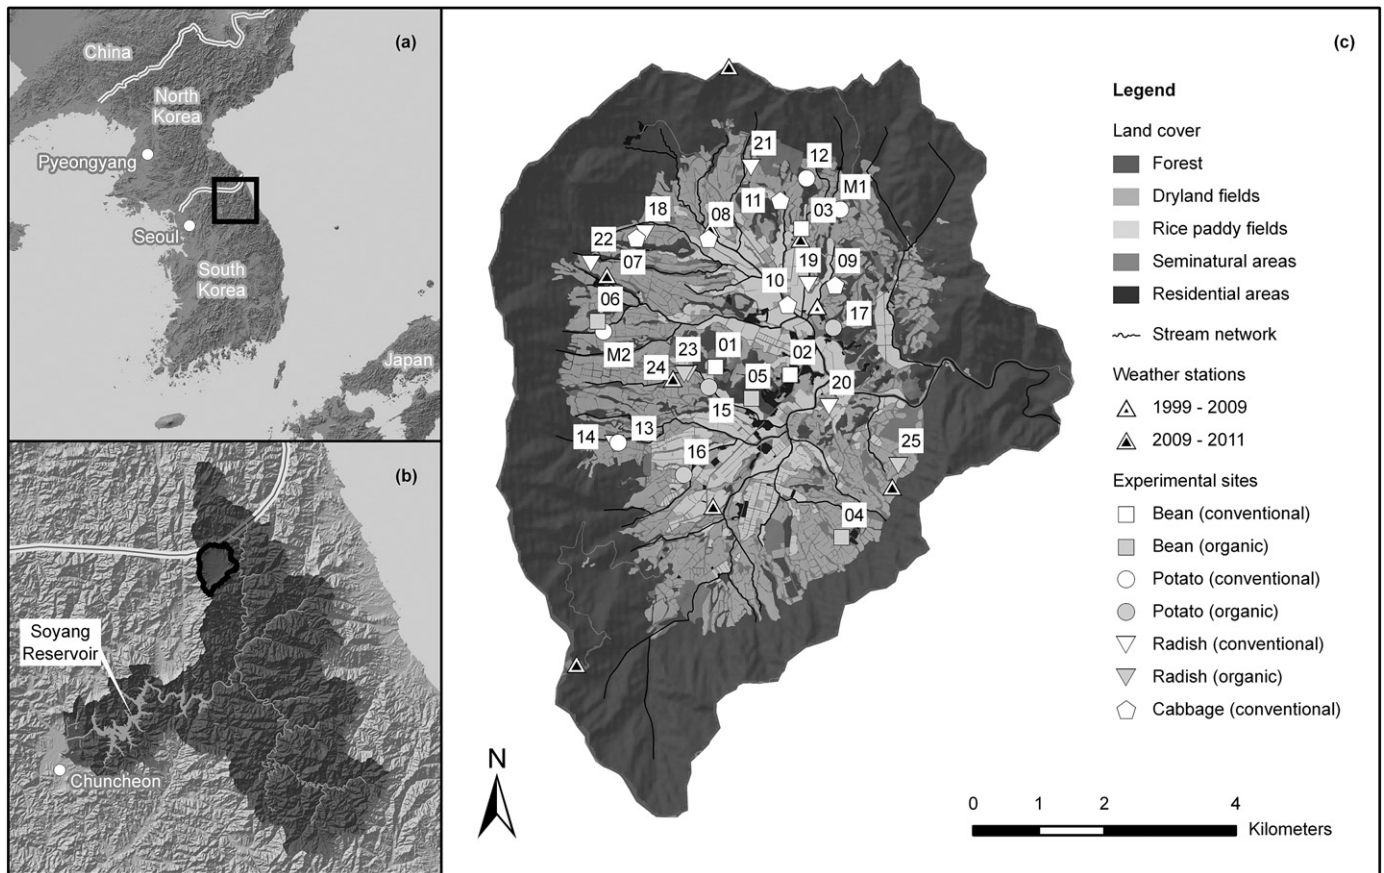 (a)
China
North
Korea
Pyeongyang
Seoul
South
Korea
Japan
(b)
Soyang
Reservoir
Chuncheon
(c)
21
12
11
M1
03
18
08
22
07
19
09
10
06
17
M2
23
01
02
24
05
20
15
14
13
16
25
04
N
Legend
Land cover
Forest
Dryland fields
Rice paddy fields
Seminatural areas
Residential areas
Stream network
Weather stations
1999 - 2009
2009 - 2011
Experimental sites
Bean (conventional)
Bean (organic)
Potato (conventional)
Potato (organic)
Radish (conventional)
Radish (organic)
Cabbage (conventional)
0 1 2 4
Kilometers